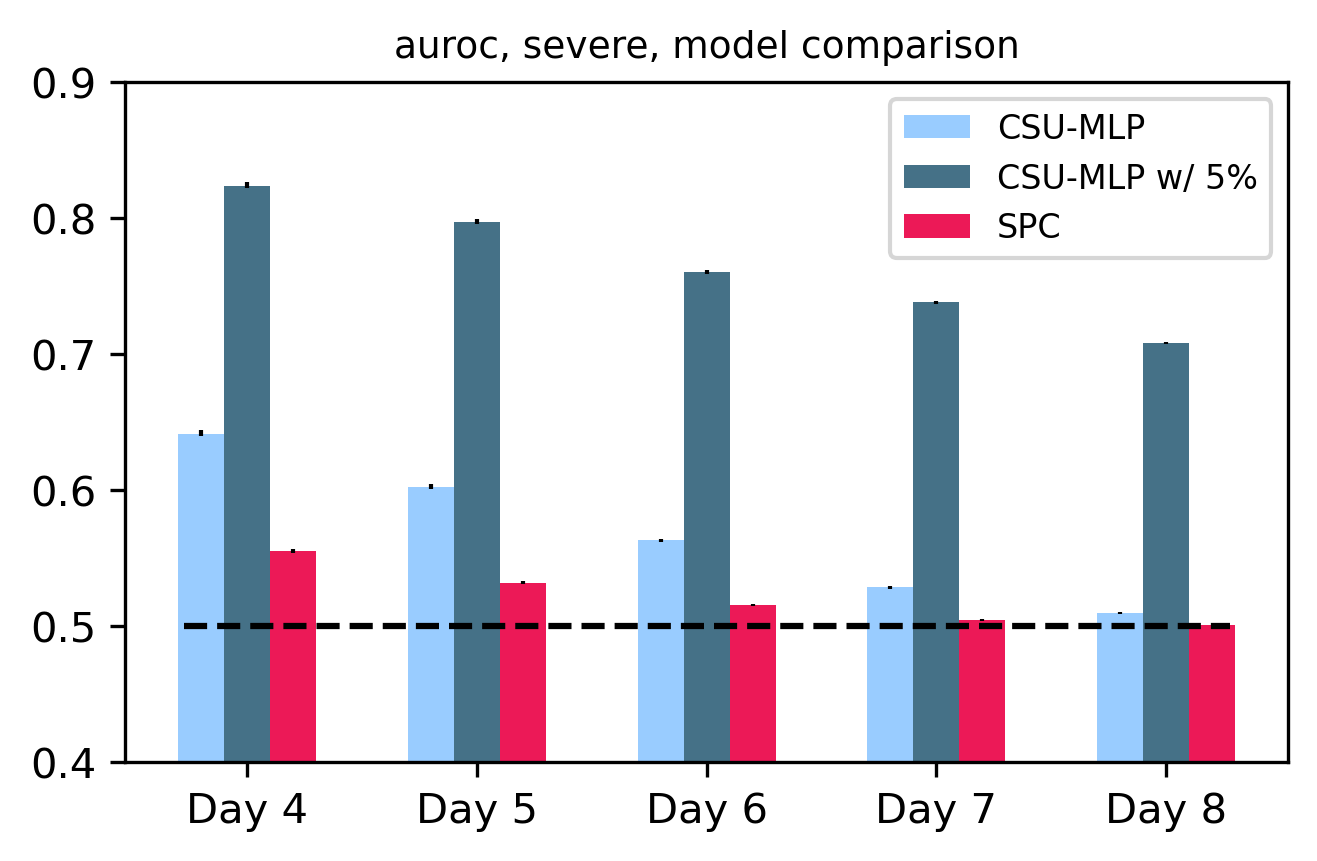 auroc, severe, model comparison
0.9
0.8
0.7
0.6
0.5
0.4
CSU-MLP
CSU-MLP w/ 5%
SPC
Day 4 Day 5 Day 6 Day 7 Day 8